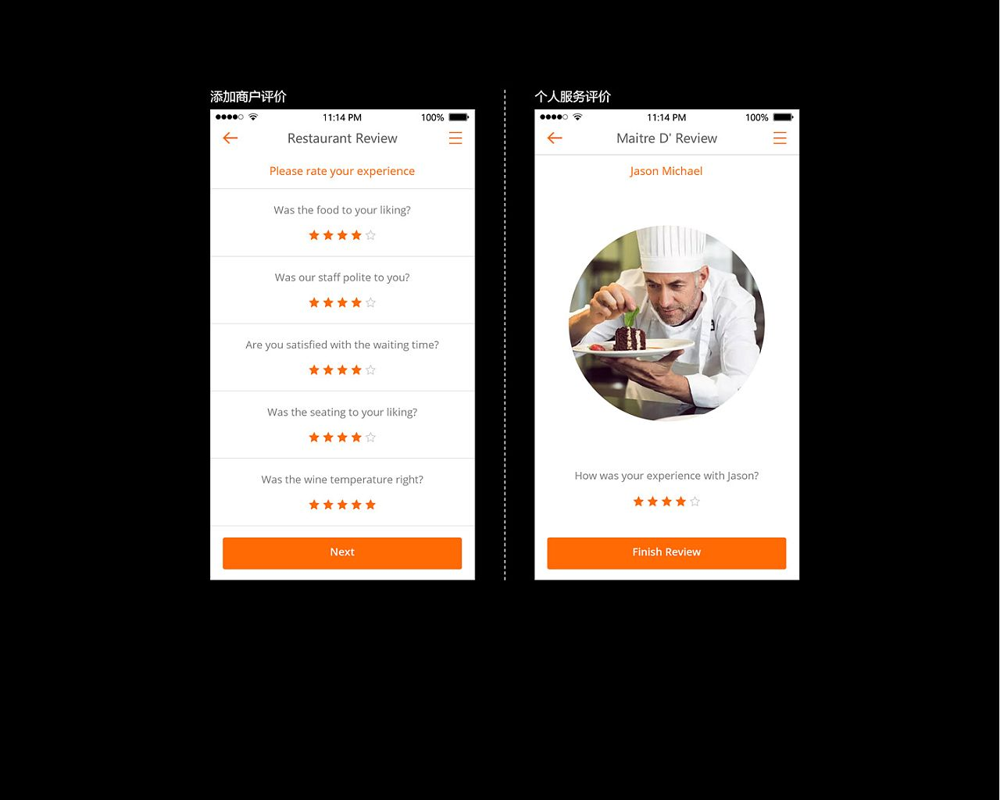 添加商户评价
11:14 PM
100%
Restaurant Review
Please rate your experience
Was the food to your liking?
Was our staff polite to you?
Are you satisfied with the waiting time?
Was the seating to your liking?
Was the wine temperature right?
Next
个人服务评价
11:14 PM
100%
Maitre D' Review
Jason Michael
How was your experience with Jason?
Finish Review